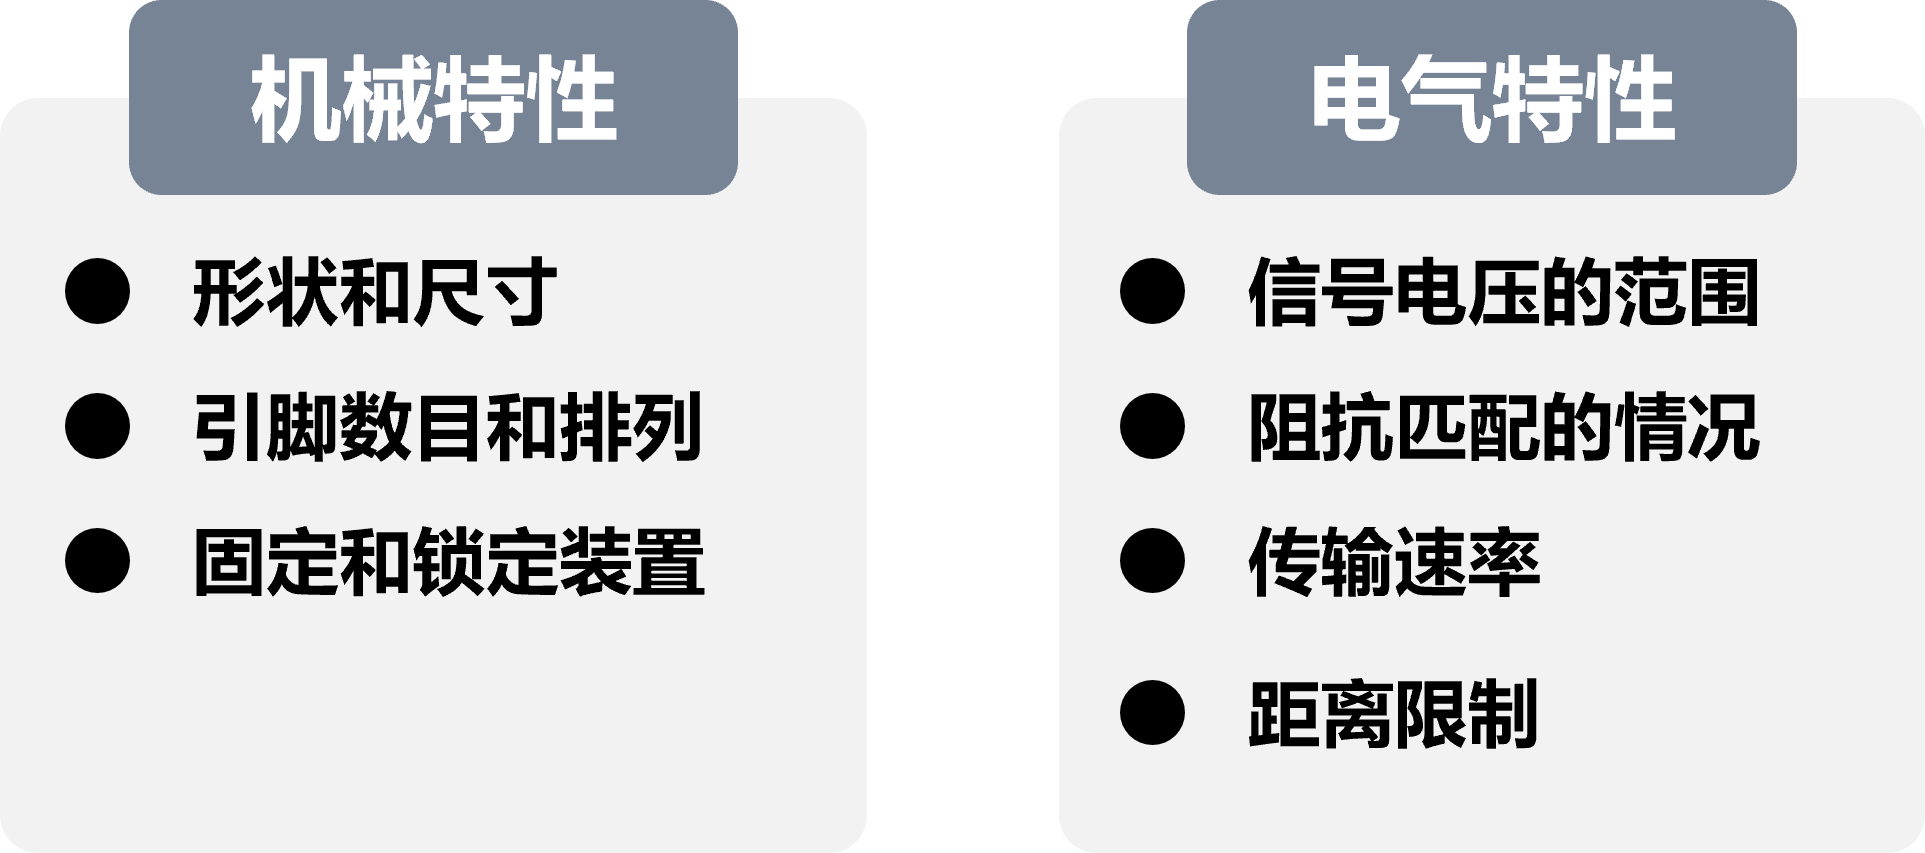 机械特性
形状和尺寸
引脚数目和排列
固定和锁定装置
电气特性
信号电压的范围
阻抗匹配的情况
传输速率
距离限制